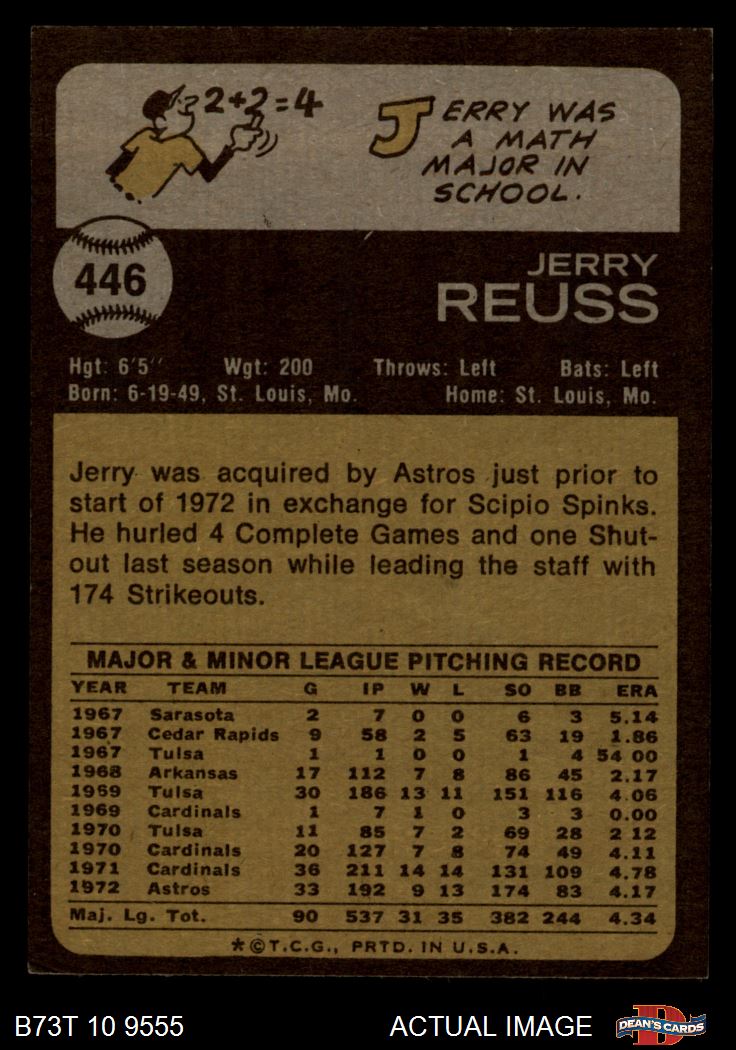 2+2=4
JERRY WAS
A MATH
MAJOR IN
SCHOOL.
446
JERRY
REUSS
Hgt: 6'5'' Wgt: 200 Throws: Left Bats: Left
Born: 6-19-49, St. Louis, Mo. Home: St. Louis, Mo.
Jerry was acquired by Astros just prior to
start of 1972 in exchange for Scipio Spinks.
He hurled 4 Complete Games and one Shut-
out last season while leading the staff with
174 Strikeouts.
MAJOR & MINOR LEAGUE PITCHING RECORD
YEAR TEAM G IP W L SO BB ERA
1967 Sarasota 2 7 0 0 6 3 5.14
1967 Cedar Rapids 9 58 2 5 63 19 1.86
1967 Tulsa 1 1 0 0 1 4 54 00
1968 Arkansas 17 112 7 8 86 45 2.17
1969 Tulsa 30 186 13 11 151 116 4.06
1969 Cardinals 1 7 1 0 3 3 0.00
1970 Tulsa 11 85 7 2 69 28 2 12
1970 Cardinals 20 127 7 8 74 49 4.11
1971 Cardinals 36 211 14 14 131 109 4.78
1972 Astros 33 192 9 13 174 83 4.17
Maj. Lg. Tot. 90 537 31 35 382 244 4.34
*©T.C.G., PRTD. IN U.S.A.
B73T 10 9555 ACTUAL IMAGE
D
DEAN'S CARDS